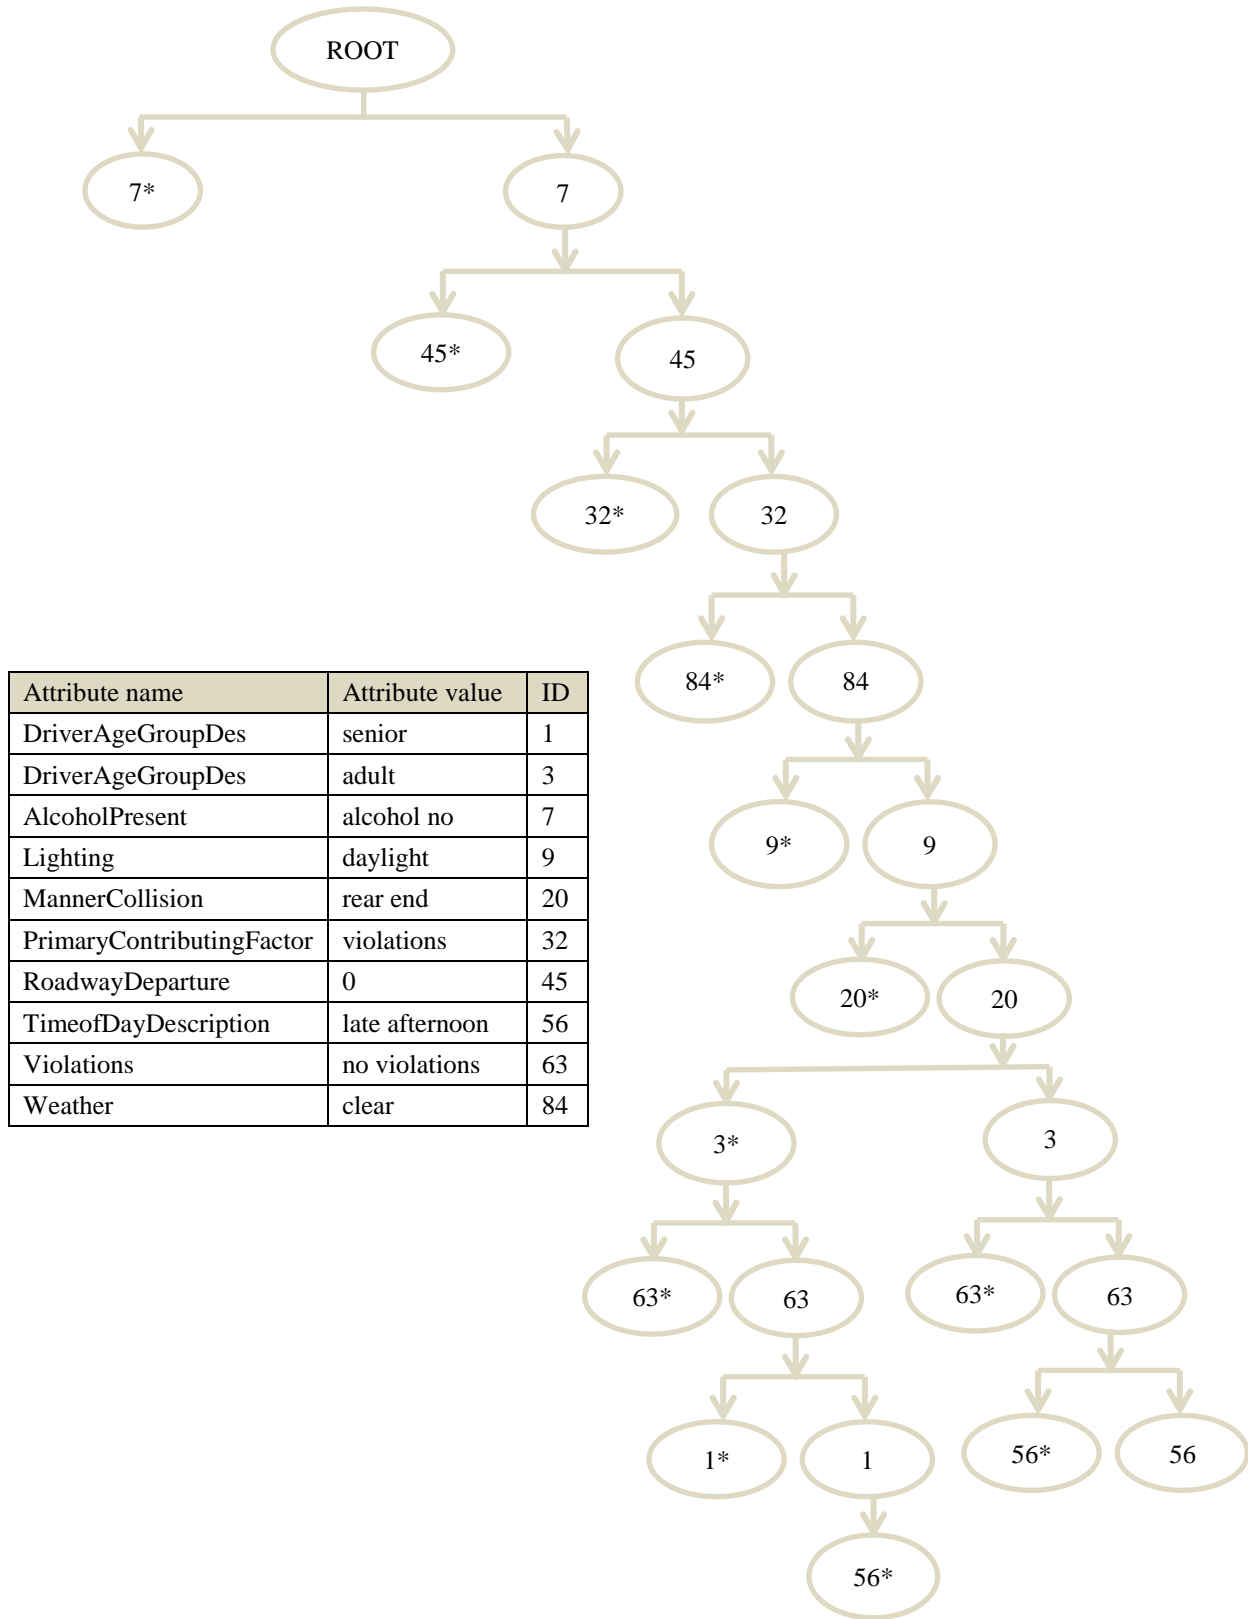 ROOT
7* 7
45* 45
32* 32
84* 84
Attribute name Attribute value ID
DriverAgeGroupDes senior 1
DriverAgeGroupDes adult 3
AlcoholPresent alcohol no 7
Lighting daylight 9
MannerCollision rear end 20
PrimaryContributingFactor violations 32
RoadwayDeparture 0 45
TimeofDayDescription late afternoon 56
Violations no violations 63
Weather clear 84
9* 9
20* 20
3* 3
63* 63 63* 63
1* 1 56* 56
56*